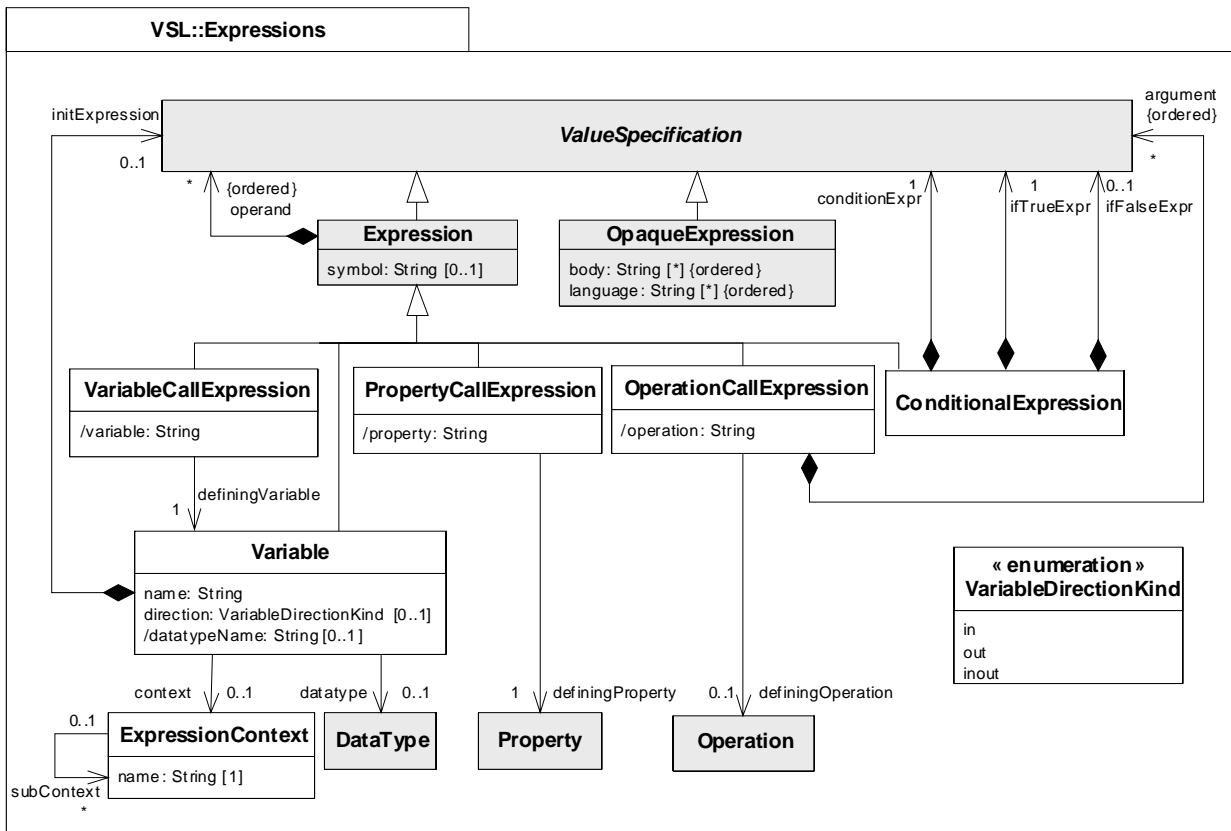 VSL::Expressions
initExpression
0..1
ValueSpecification
argument
{ordered}
*
*
{ordered}
operand
conditionExpr
1
1
ifTrueExpr
0..1
ifFalseExpr
Expression
symbol: String [0..1]
OpaqueExpression
body: String [*] {ordered}
language: String [*] {ordered}
VariableCallExpression
/variable: String
PropertyCallExpression
/property: String
OperationCallExpression
/operation: String
ConditionalExpression
definingVariable
1
Variable
name: String
direction: VariableDirectionKind [0..1]
/datatypeName: String [0..1]
« enumeration »
VariableDirectionKind
in
out
inout
context
0..1
datatype
0..1
1
definingProperty
0..1
definingOperation
0..1
ExpressionContext
name: String [1]
subContext
*
DataType
Property
Operation